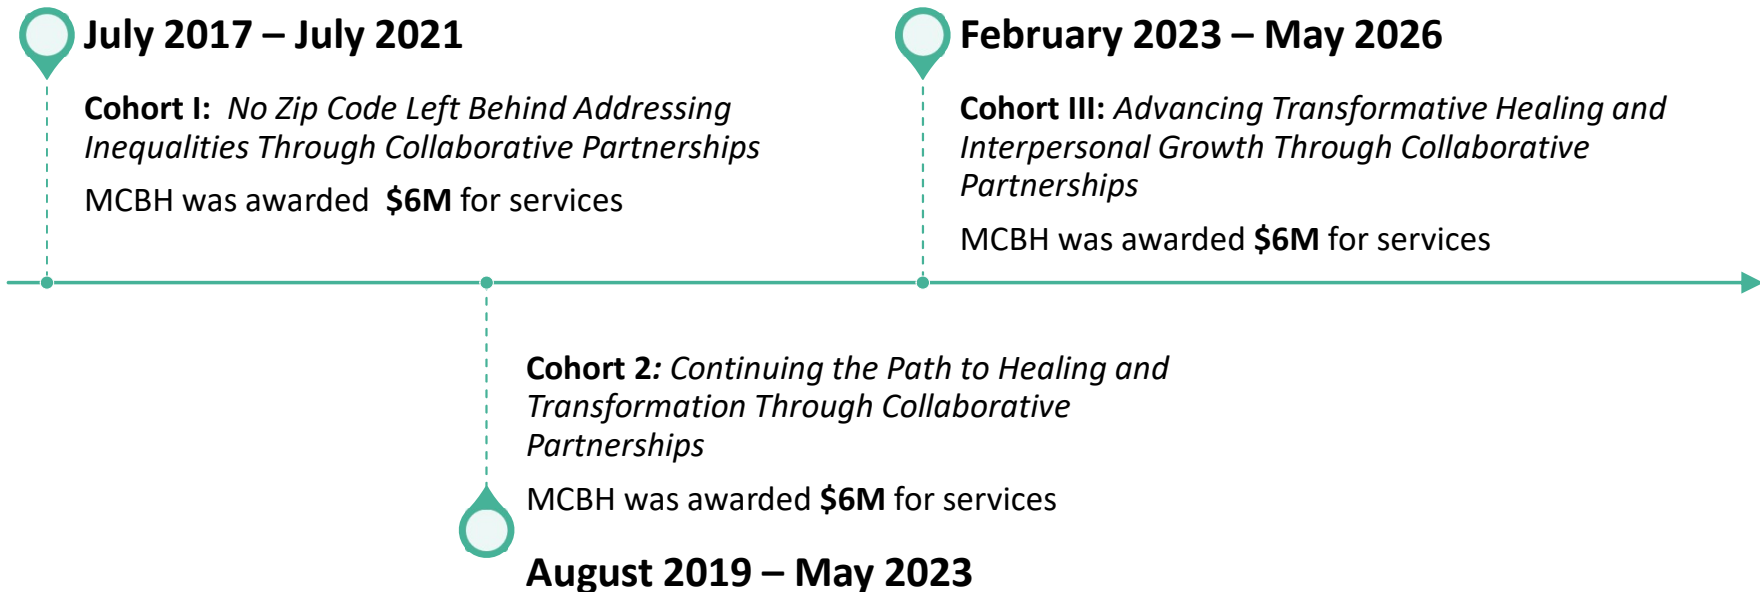 July 2017 – July 2021
Cohort I:  No Zip Code Left Behind Addressing
Inequalities Through Collaborative Partnerships
MCBH was awarded  $6M for services
February 2023 – May 2026
Cohort III: Advancing Transformative Healing and
Interpersonal Growth Through Collaborative
Partnerships
MCBH was awarded $6M for services
Cohort 2: Continuing the Path to Healing and
Transformation Through Collaborative
Partnerships
MCBH was awarded $6M for services
August 2019 – May 2023